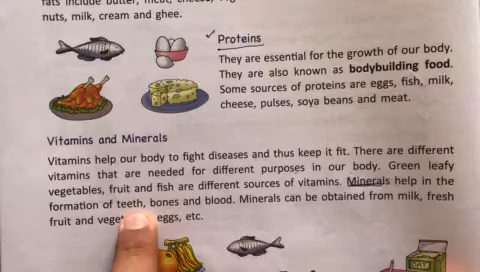 fats include butter, meat, cheese,
nuts, milk, cream and ghee.
Proteins
They are essential for the growth of our body.
They are also known as bodybuilding food.
Some sources of proteins are eggs, fish, milk,
cheese, pulses, soya beans and meat.
Vitamins and Minerals
Vitamins help our body to fight diseases and thus keep it fit. There are different
vitamins that are needed for different purposes in our body. Green leafy
vegetables, fruit and fish are different sources of vitamins. Minerals help in the
formation of teeth, bones and blood. Minerals can be obtained from milk, fresh
fruit and eggs, etc.